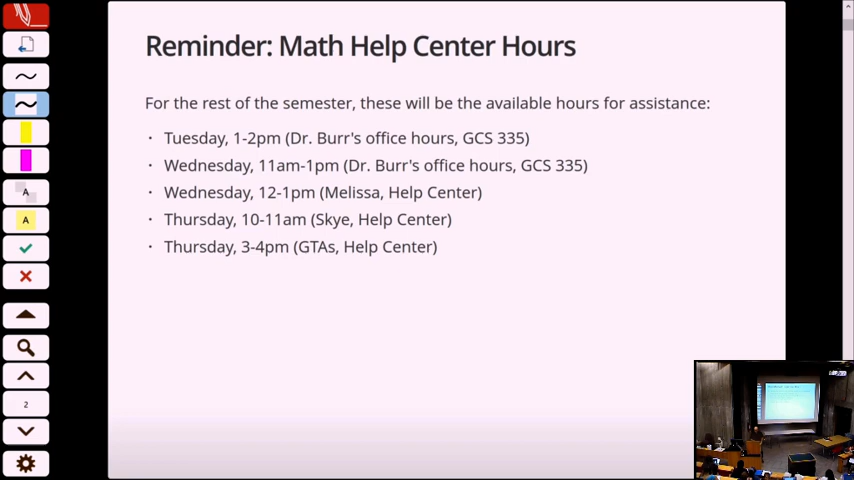 Reminder: Math Help Center Hours
For the rest of the semester, these will be the available hours for assistance:
· Tuesday, 1-2pm (Dr. Burr's office hours, GCS 335)
· Wednesday, 11am-1pm (Dr. Burr's office hours, GCS 335)
· Wednesday, 12-1pm (Melissa, Help Center)
· Thursday, 10-11am (Skye, Help Center)
· Thursday, 3-4pm (GTAs, Help Center)
A
A
2